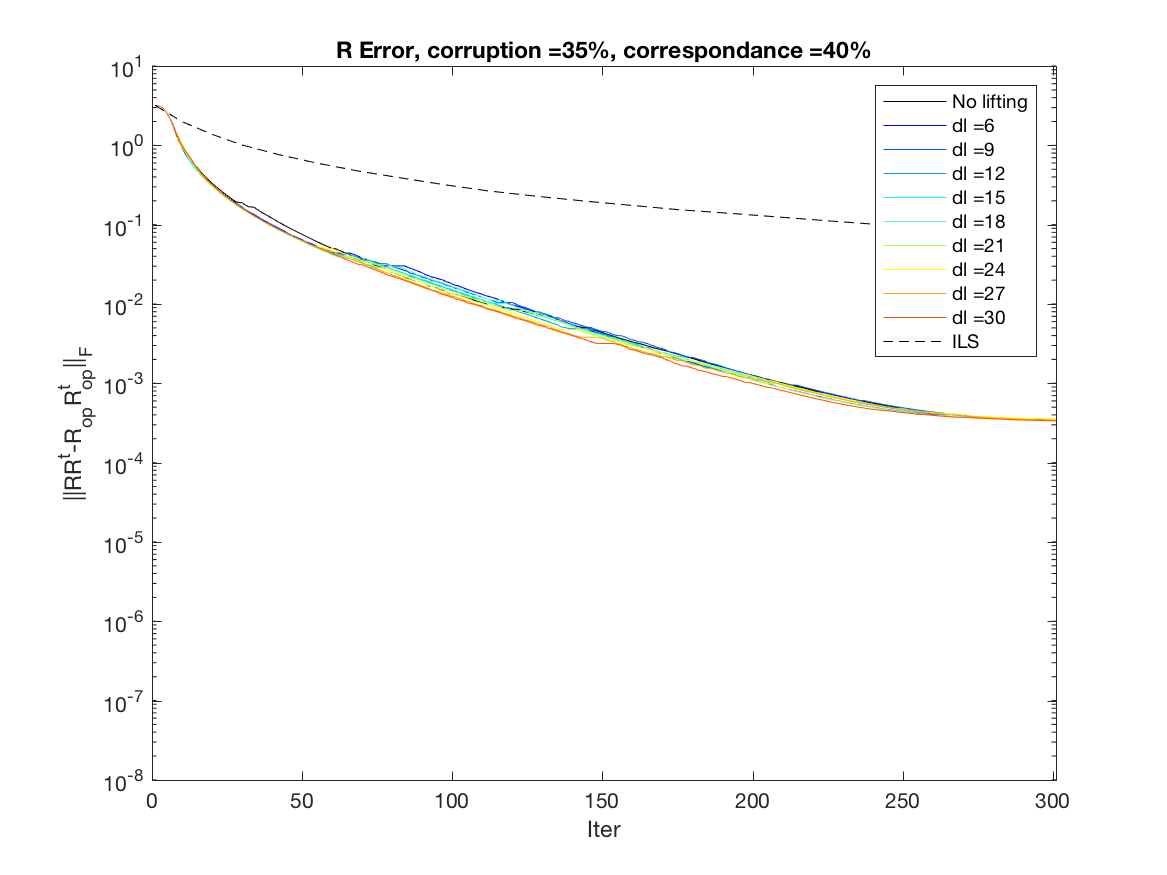 R Error, corruption =35%, correspondance =40%
10^1
10^0
10^-1
10^-2
10^-3
10^-4
10^-5
10^-6
10^-7
10^-8
||RR^t-R_op R_op^t||_F
No lifting
dl =6
dl =9
dl =12
dl =15
dl =18
dl =21
dl =24
dl =27
dl =30
ILS
0 50 100 150 200 250 300
Iter